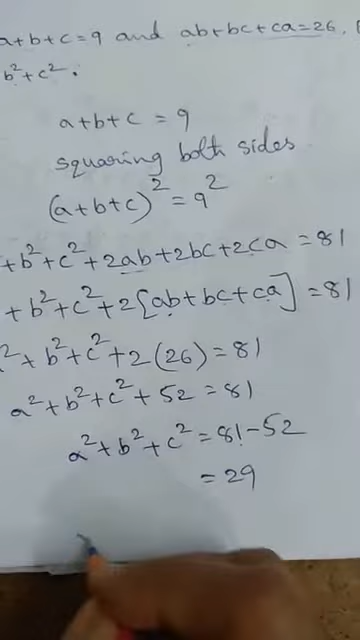 a+b+c=9 and ab+bc+ca=26,
b²+c².
a+b+c = 9
squaring both sides
(a+b+c)² = 9²
+b²+c²+2ab+2bc+2ca = 81
+b²+c²+2[ab+bc+ca] = 81
²+b²+c²+2(26) = 81
a²+b²+c²+52 = 81
a²+b²+c² = 81-52
= 29